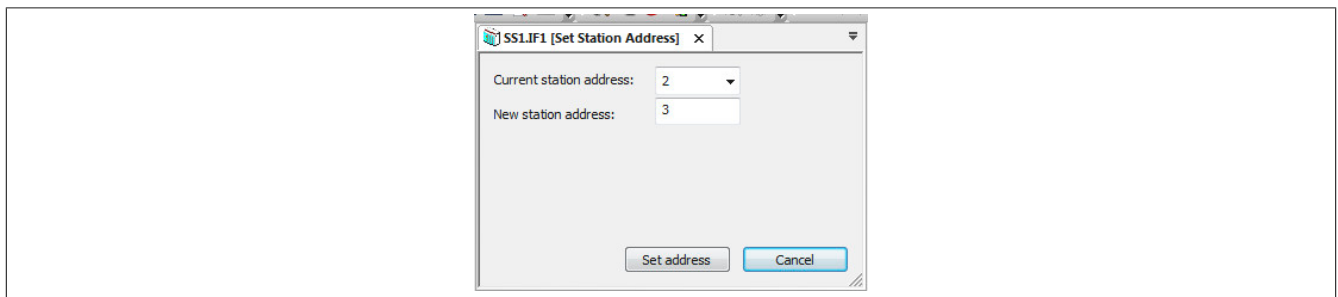 SS1.IF1 [Set Station Address]
Current station address: 2
New station address: 3
Set address Cancel